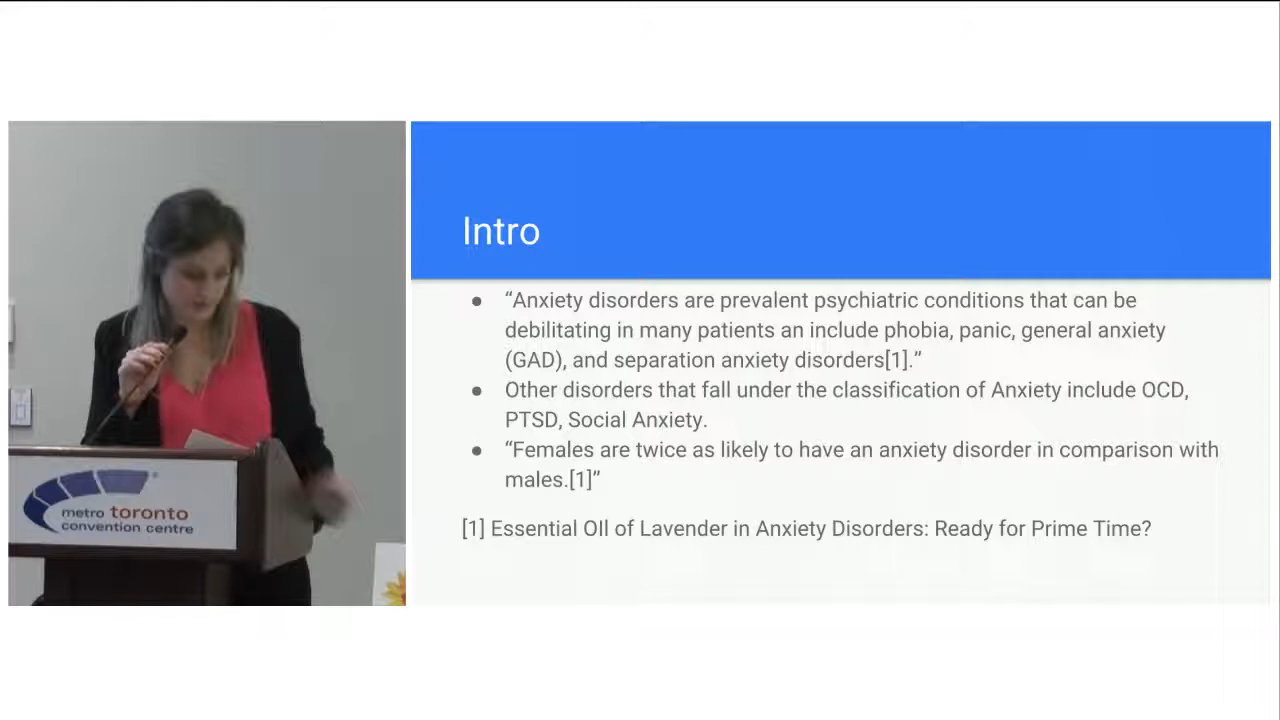 Intro
● “Anxiety disorders are prevalent psychiatric conditions that can be
debilitating in many patients an include phobia, panic, general anxiety
(GAD), and separation anxiety disorders[1].”
● Other disorders that fall under the classification of Anxiety include OCD,
PTSD, Social Anxiety.
● “Females are twice as likely to have an anxiety disorder in comparison with
males.[1]”
[1] Essential OIl of Lavender in Anxiety Disorders: Ready for Prime Time?
metro toronto
convention centre